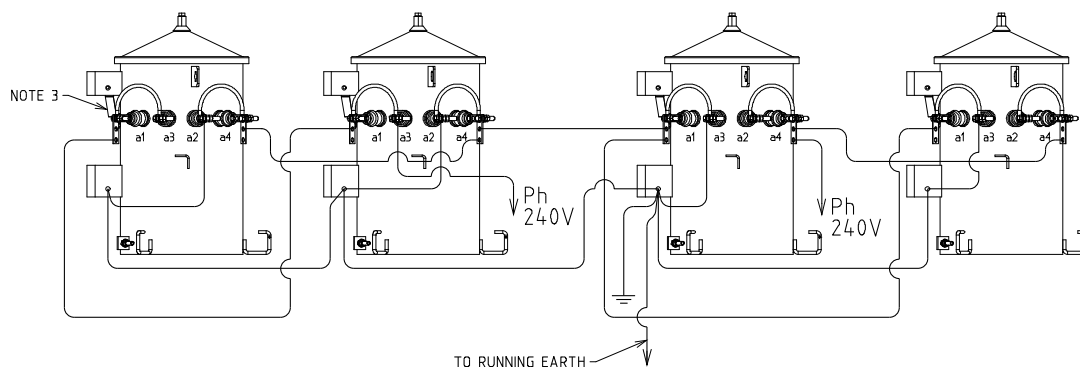 NOTE 3
a1 a3 a2 a4
a1 a3 a2 a4
a1 a3 a2 a4
a1 a3 a2 a4
Ph
240V
Ph
240V
TO RUNNING EARTH